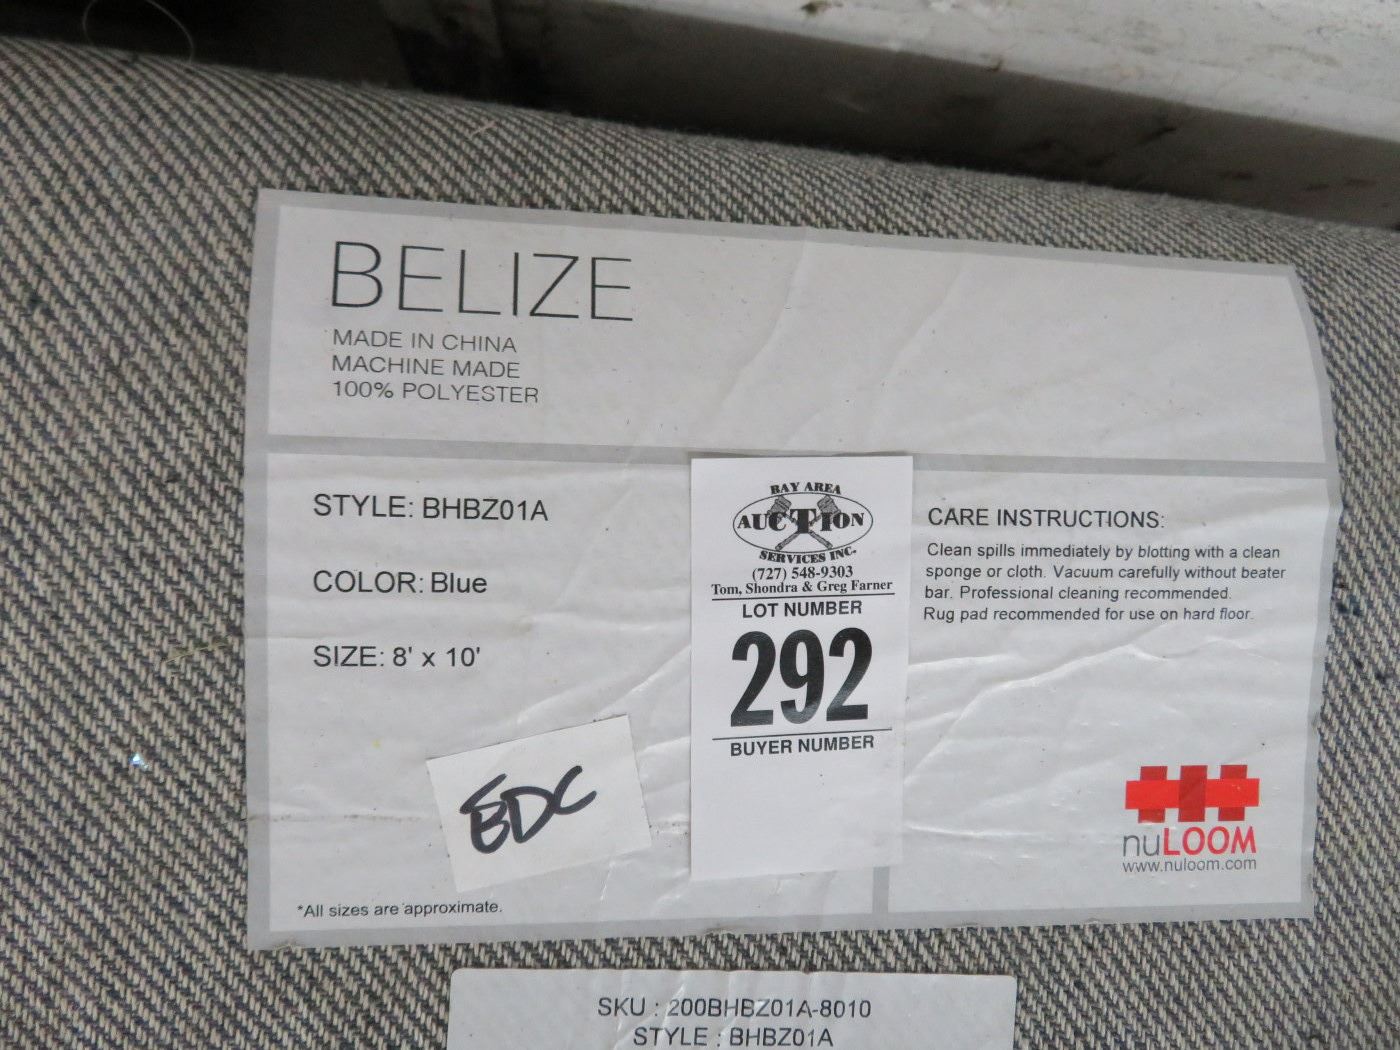 BELIZE
MADE IN CHINA
MACHINE MADE
100% POLYESTER
STYLE: BHBZ01A
COLOR: Blue
SIZE: 8' x 10'
EDC
*All sizes are approximate.
BAY AREA
AUCTION
SERVICES INC.
(727) 548-9303
Tom, Shondra & Greg Farner
LOT NUMBER
292
BUYER NUMBER
CARE INSTRUCTIONS:
Clean spills immediately by blotting with a clean
sponge or cloth. Vacuum carefully without beater
bar. Professional cleaning recommended.
Rug pad recommended for use on hard floor.
nuLOOM
www.nuloom.com
SKU : 200BHBZ01A-8010
STYLE : BHBZ01A